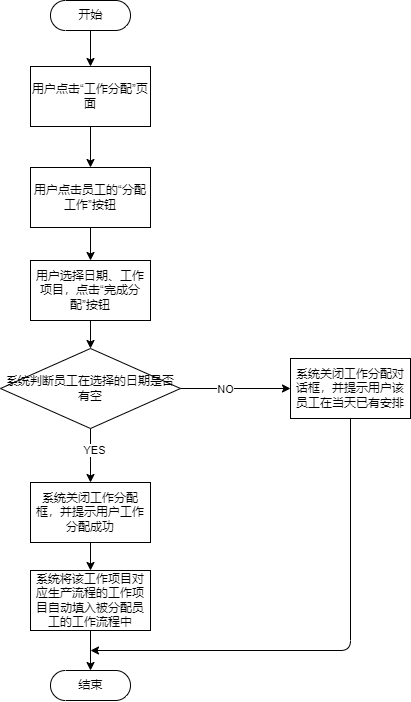 开始
用户点击“工作分配”页
面
用户点击员工的“分配
工作”按钮
用户选择日期、工作
项目，点击“完成分
配”按钮
系统判断员工在选择的日期是否
有空
NO
系统关闭工作分配对
话框，并提示用户该
员工在当天已有安排
YES
系统关闭工作分配
框，并提示用户工作
分配成功
系统将该工作项目对
应生产流程的工作项
目自动填入被分配员
工的工作流程中
结束